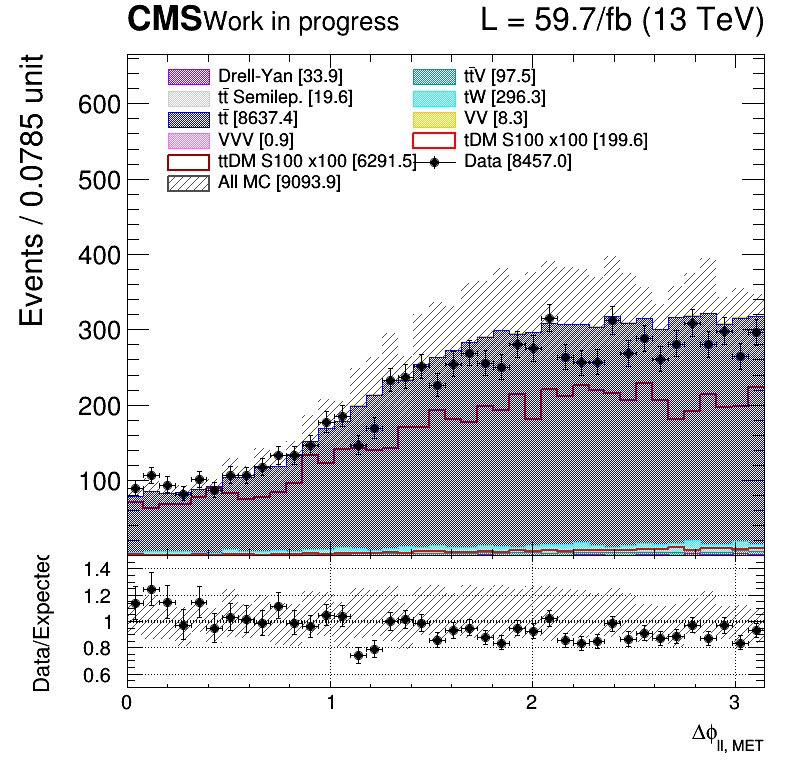 CMS Work in progress L = 59.7/fb (13 TeV)
Drell-Yan [33.9] tt̄V [97.5]
tt̄ Semilep. [19.6] tW [296.3]
tt̄ [8637.4] VV [8.3]
VVV [0.9] tDM S100 x100 [199.6]
ttDM S100 x100 [6291.5] Data [8457.0]
All MC [9093.9]
Events / 0.0785 unit
600
500
400
300
200
100
Data/Expected
1.4
1.2
1
0.8
0.6
0 1 2 3
Δϕll, MET